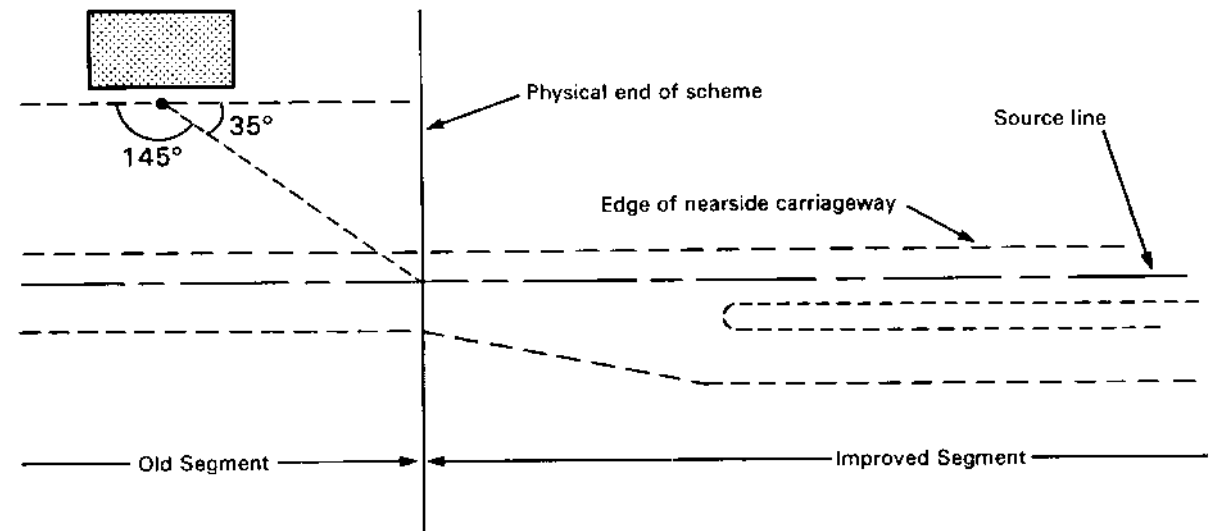 Physical end of scheme
Source line
35°
145°
Edge of nearside carriageway
Old Segment
Improved Segment